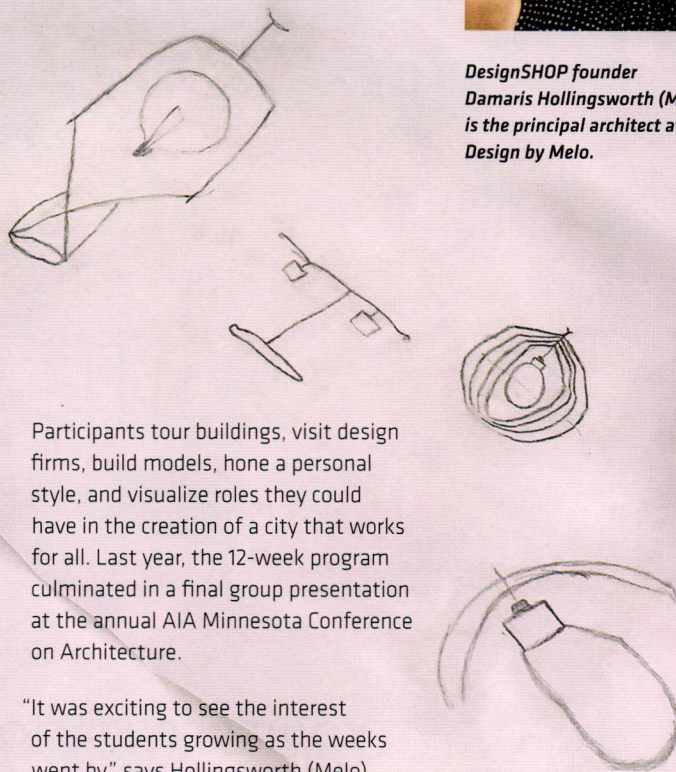 DesignSHOP founder
Damaris Hollingsworth (M
is the principal architect a
Design by Melo.
Participants tour buildings, visit design
firms, build models, hone a personal
style, and visualize roles they could
have in the creation of a city that works
for all. Last year, the 12-week program
culminated in a final group presentation
at the annual AIA Minnesota Conference
on Architecture.
“It was exciting to see the interest
of the students growing as the weeks
went by,” says Hollingsworth (Melo)